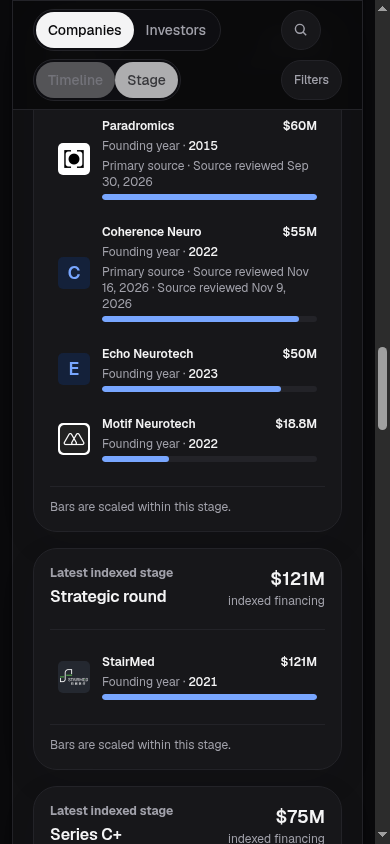 Companies Investors
Timeline Stage Filters
Paradromics $60M
Founding year · 2015
Primary source · Source reviewed Sep
30, 2026
Coherence Neuro $55M
C
Founding year · 2022
Primary source · Source reviewed Nov
16, 2026 · Source reviewed Nov 9,
2026
Echo Neurotech $50M
E
Founding year · 2023
Motif Neurotech $18.8M
Founding year · 2022
Bars are scaled within this stage.
Latest indexed stage $121M
Strategic round indexed financing
StairMed $121M
STAIRMED
Founding year · 2021
Bars are scaled within this stage.
Latest indexed stage $75M
Series C+ indexed financing